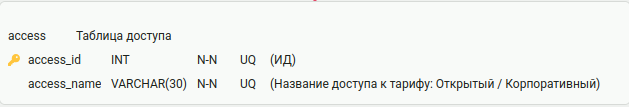 access Таблица доступа
access_id INT N-N UQ (ИД)
access_name VARCHAR(30) N-N UQ (Название доступа к тарифу: Открытый / Корпоративный)